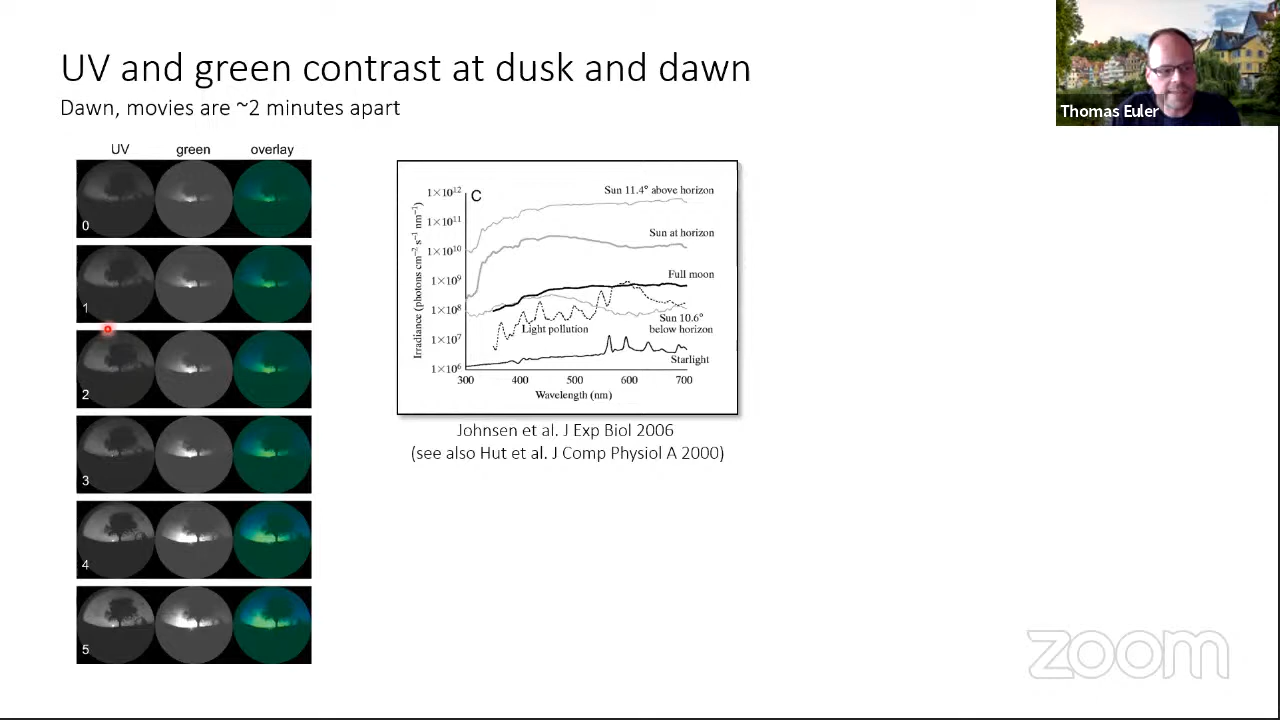 UV and green contrast at dusk and dawn
Dawn, movies are ~2 minutes apart
Thomas Euler
UV green overlay
0
1
2
3
4
5
C
Sun 11.4° above horizon
Sun at horizon
Full moon
Sun 10.6°
below horizon
Light pollution
Starlight
Irradiance (photons cm⁻² s⁻¹ nm⁻¹)
1×10¹²
1×10¹¹
1×10¹⁰
1×10⁹
1×10⁸
1×10⁷
1×10⁶
300 400 500 600 700
Wavelength (nm)
Johnsen et al. J Exp Biol 2006
(see also Hut et al. J Comp Physiol A 2000)
zoom